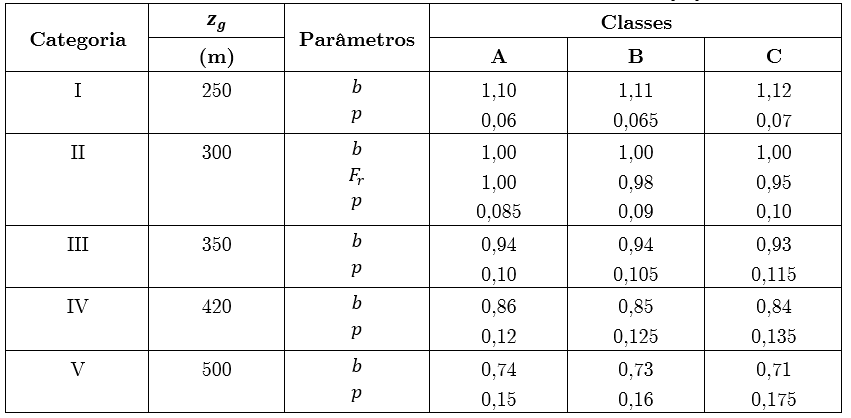 Categoria z_g Parâmetros Classes
(m) A B C
I 250 b 1,10 1,11 1,12
p 0,06 0,065 0,07
II 300 b 1,00 1,00 1,00
F_r 1,00 0,98 0,95
p 0,085 0,09 0,10
III 350 b 0,94 0,94 0,93
p 0,10 0,105 0,115
IV 420 b 0,86 0,85 0,84
p 0,12 0,125 0,135
V 500 b 0,74 0,73 0,71
p 0,15 0,16 0,175